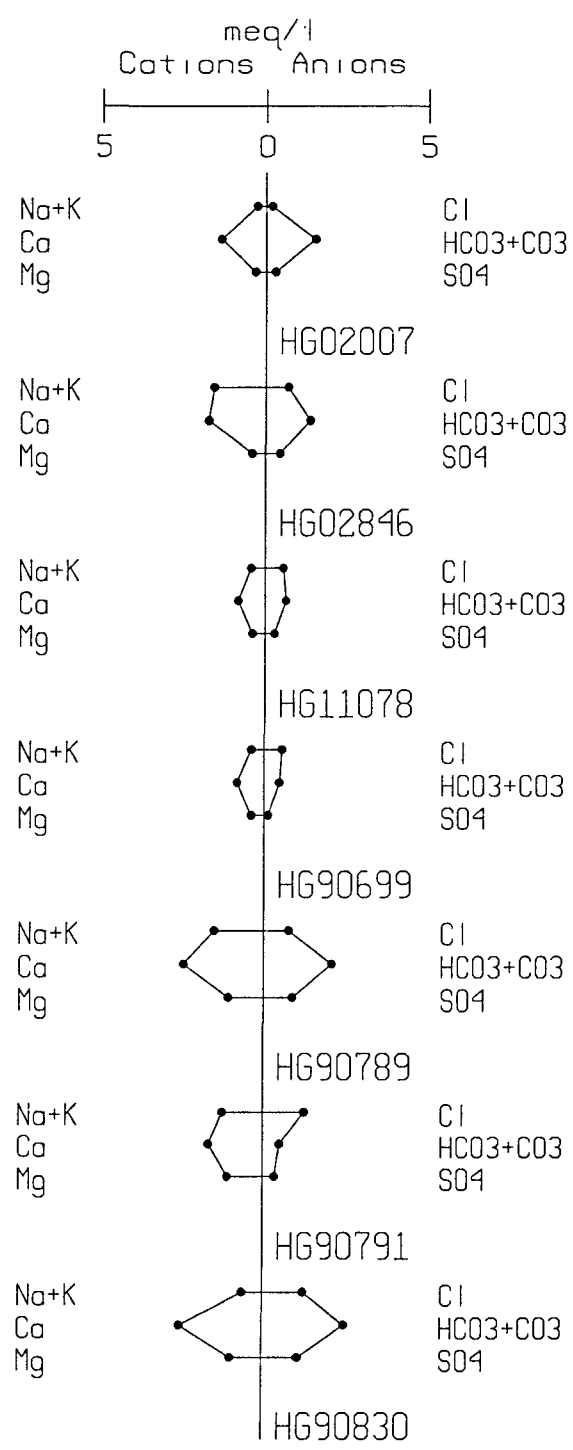 meq/l
Cations Anions
5 0 5
Na+K Cl
Ca HCO3+CO3
Mg SO4
HG02007
Na+K Cl
Ca HCO3+CO3
Mg SO4
HG02846
Na+K Cl
Ca HCO3+CO3
Mg SO4
HG11078
Na+K Cl
Ca HCO3+CO3
Mg SO4
HG90699
Na+K Cl
Ca HCO3+CO3
Mg SO4
HG90789
Na+K Cl
Ca HCO3+CO3
Mg SO4
HG90791
Na+K Cl
Ca HCO3+CO3
Mg SO4
HG90830